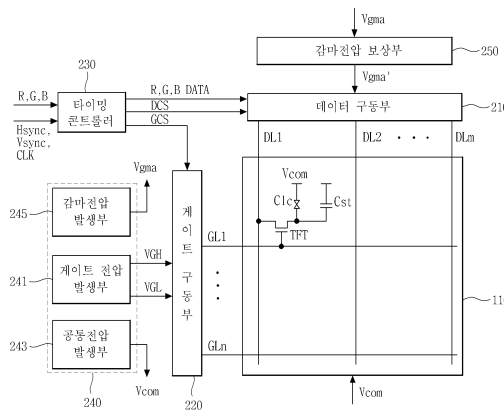 Vgma
감마전압 보상부
250
Vgma'
230
R,G,B
타이밍
콘트롤러
Hsync,
Vsync,
CLK
R,G,B DATA
DCS
GCS
데이터 구동부
DL1
DL2
· · ·
DLm
Vgma
245
감마전압
발생부
241
게이트 전압
발생부
VGH
VGL
243
공통전압
발생부
Vcom
240
게이트 구동부
220
GL1
GLn
Vcom
Clc
Cst
TFT
Vcom